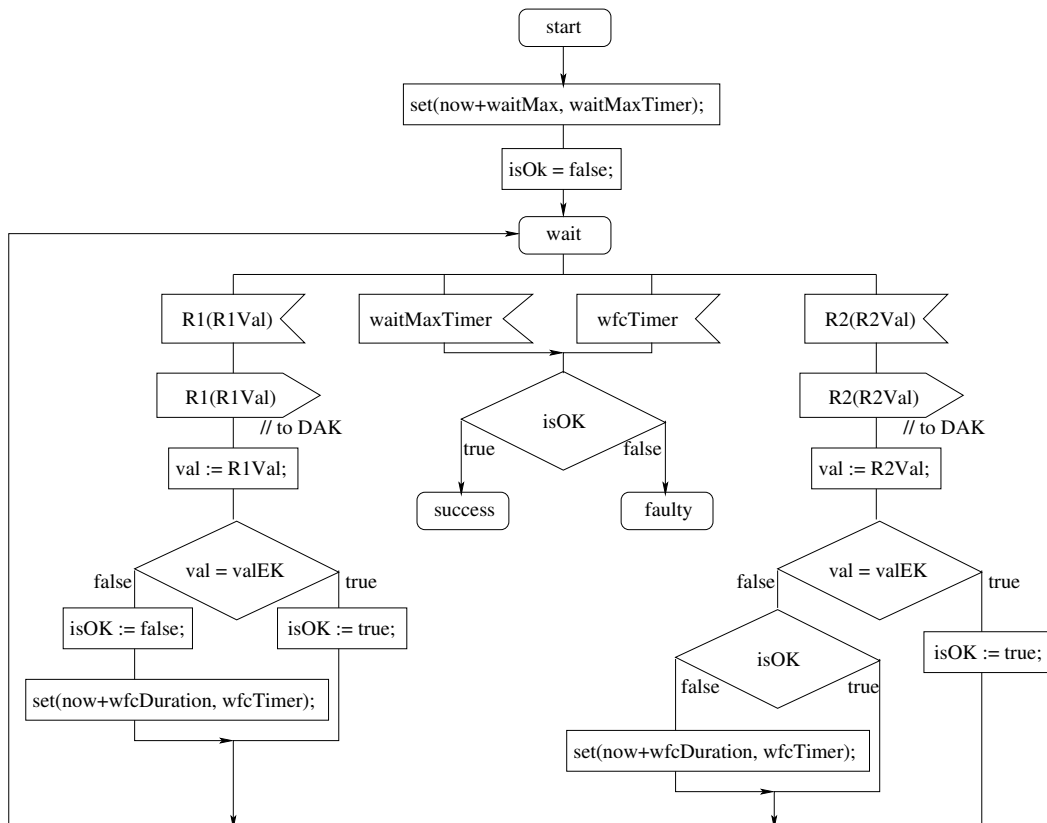 start
set(now+waitMax, waitMaxTimer);
isOk = false;
wait
R1(R1Val)
waitMaxTimer
wfcTimer
R2(R2Val)
R1(R1Val)
// to DAK
isOK
true
false
R2(R2Val)
// to DAK
val := R1Val;
val := R2Val;
success
faulty
val = valEK
false
true
val = valEK
false
true
isOK := false;
isOK := true;
isOK
false
true
isOK := true;
set(now+wfcDuration, wfcTimer);
set(now+wfcDuration, wfcTimer);